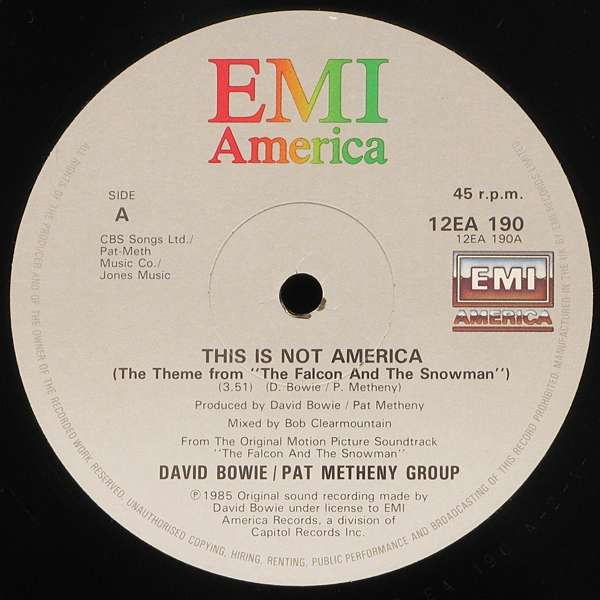 EMI
America
SIDE
A
45 r.p.m.
12EA 190
12EA 190A
CBS Songs Ltd./
Pat-Meth
Music Co./
Jones Music
EMI
AMERICA
THIS IS NOT AMERICA
(The Theme from "The Falcon And The Snowman")
(3.51) (D. Bowie / P. Metheny)
Produced by David Bowie / Pat Metheny
Mixed by Bob Clearmountain
From The Original Motion Picture Soundtrack
"The Falcon And The Snowman"
DAVID BOWIE / PAT METHENY GROUP
Ⓟ 1985 Original sound recording made by
David Bowie under license to EMI
America Records, a division of
Capitol Records Inc.
ALL RIGHTS OF THE PRODUCER AND OF THE OWNER OF THE RECORDED WORK RESERVED. UNAUTHORISED COPYING, HIRING, RENTING, PUBLIC PERFORMANCE AND BROADCASTING OF THIS RECORD PROHIBITED. MANUFACTURED IN THE UK BY EMI RECORDS LIMITED